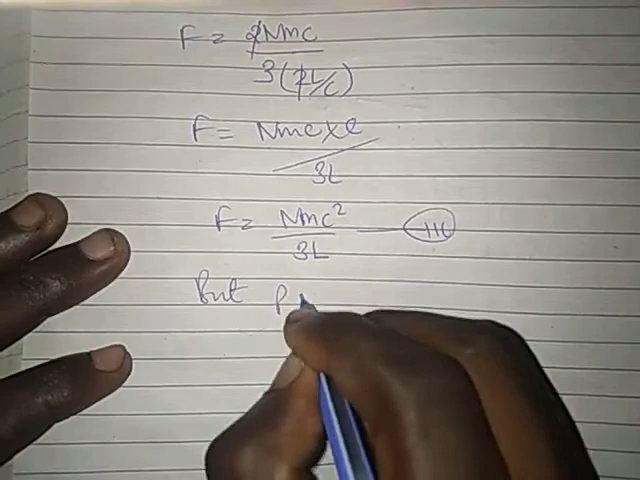 F = 2Nmc / 3(2L/c)
F = Nmc x c / 3L
F = Nmc² / 3L — iii
But P